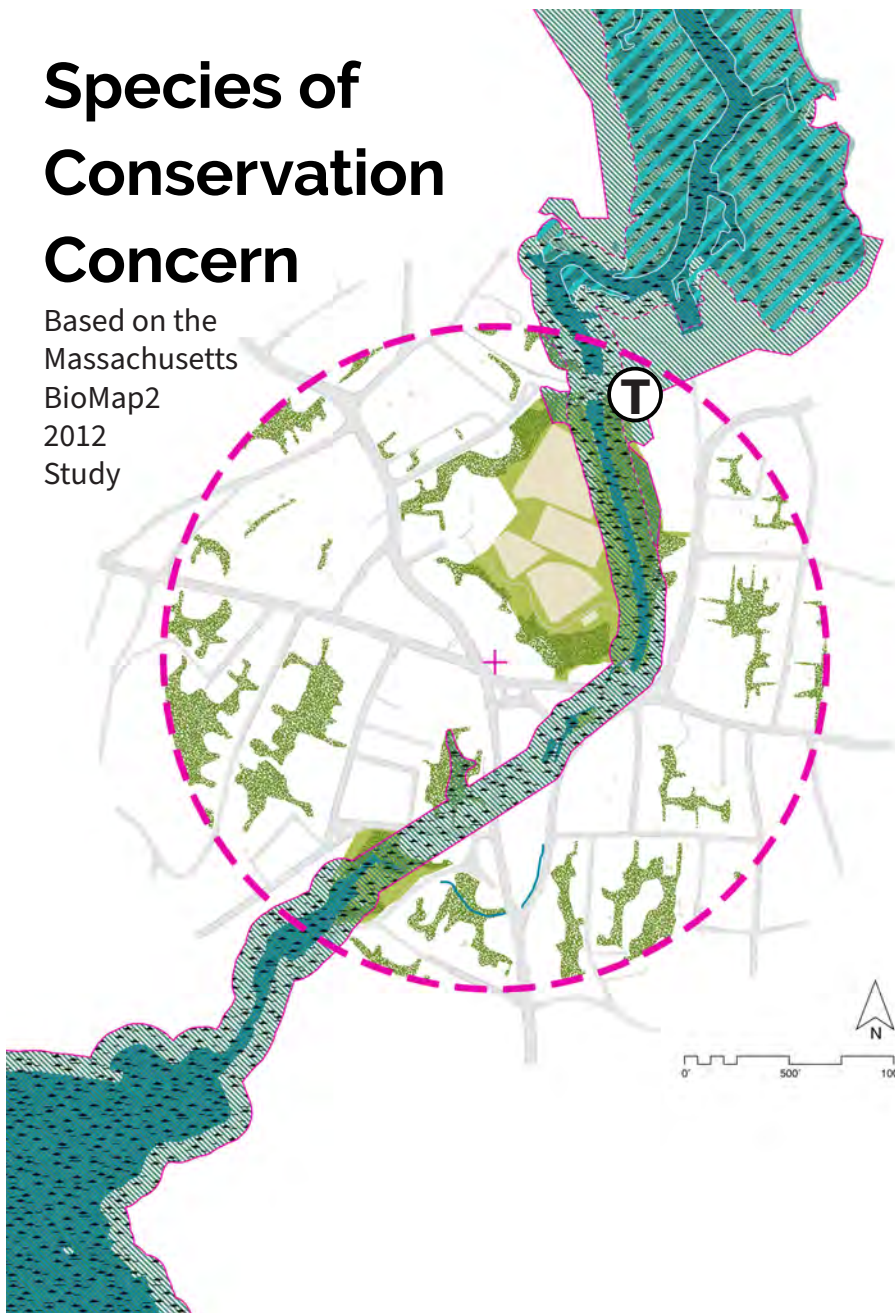 Species of
Conservation
Concern
Based on the
Massachusetts
BioMap2
2012
Study
T
N
0'
500'